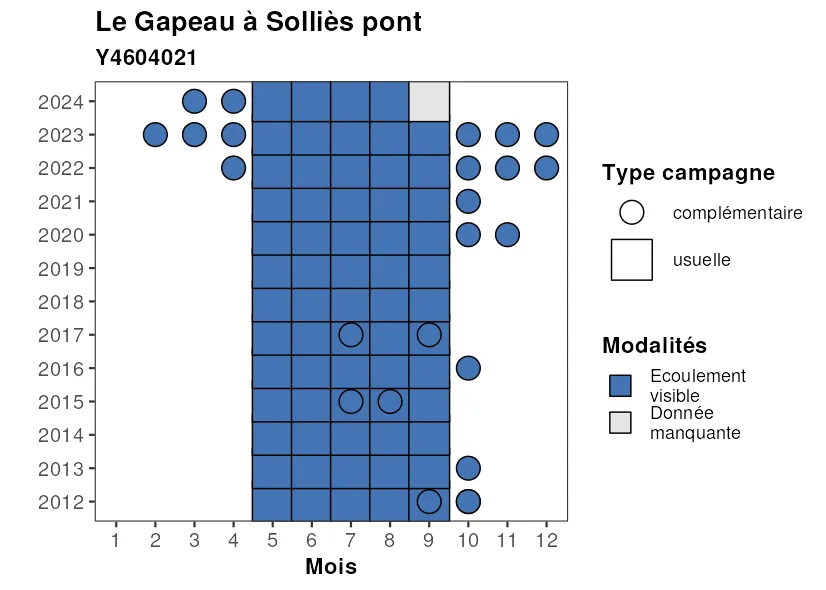 Le Gapeau à Solliès pont
Y4604021
2024
2023
2022
2021
2020
2019
2018
2017
2016
2015
2014
2013
2012
1 2 3 4 5 6 7 8 9 10 11 12
Mois
Type campagne
complémentaire
usuelle
Modalités
Ecoulement
visible
Donnée
manquante